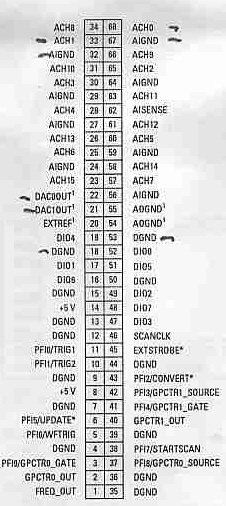 ACH8 34 68 ACH0
ACH1 33 67 AIGND
AIGND 32 66 ACH9
ACH10 31 65 ACH2
ACH3 30 64 AIGND
AIGND 29 63 ACH11
ACH4 28 62 AISENSE
AIGND 27 61 ACH12
ACH13 26 60 ACH5
ACH6 25 59 AIGND
AIGND 24 58 ACH14
ACH15 23 57 ACH7
DAC0OUT¹ 22 56 AIGND
DAC1OUT¹ 21 55 AOGND¹
EXTREF¹ 20 54 AOGND¹
DIO4 19 53 DGND
DGND 18 52 DIO0
DIO1 17 51 DIO5
DIO6 16 50 DGND
DGND 15 49 DIO2
+5 V 14 48 DIO7
DGND 13 47 DIO3
DGND 12 46 SCANCLK
PFI0/TRIG1 11 45 EXTSTROBE*
PFI1/TRIG2 10 44 DGND
DGND 9 43 PFI2/CONVERT*
+5 V 8 42 PFI3/GPCTR1_SOURCE
DGND 7 41 PFI4/GPCTR1_GATE
PFI5/UPDATE* 6 40 GPCTR1_OUT
PFI6/WFTRIG 5 39 DGND
DGND 4 38 PFI7/STARTSCAN
PFI9/GPCTR0_GATE 3 37 PFI8/GPCTR0_SOURCE
GPCTR0_OUT 2 36 DGND
FREQ_OUT 1 35 DGND